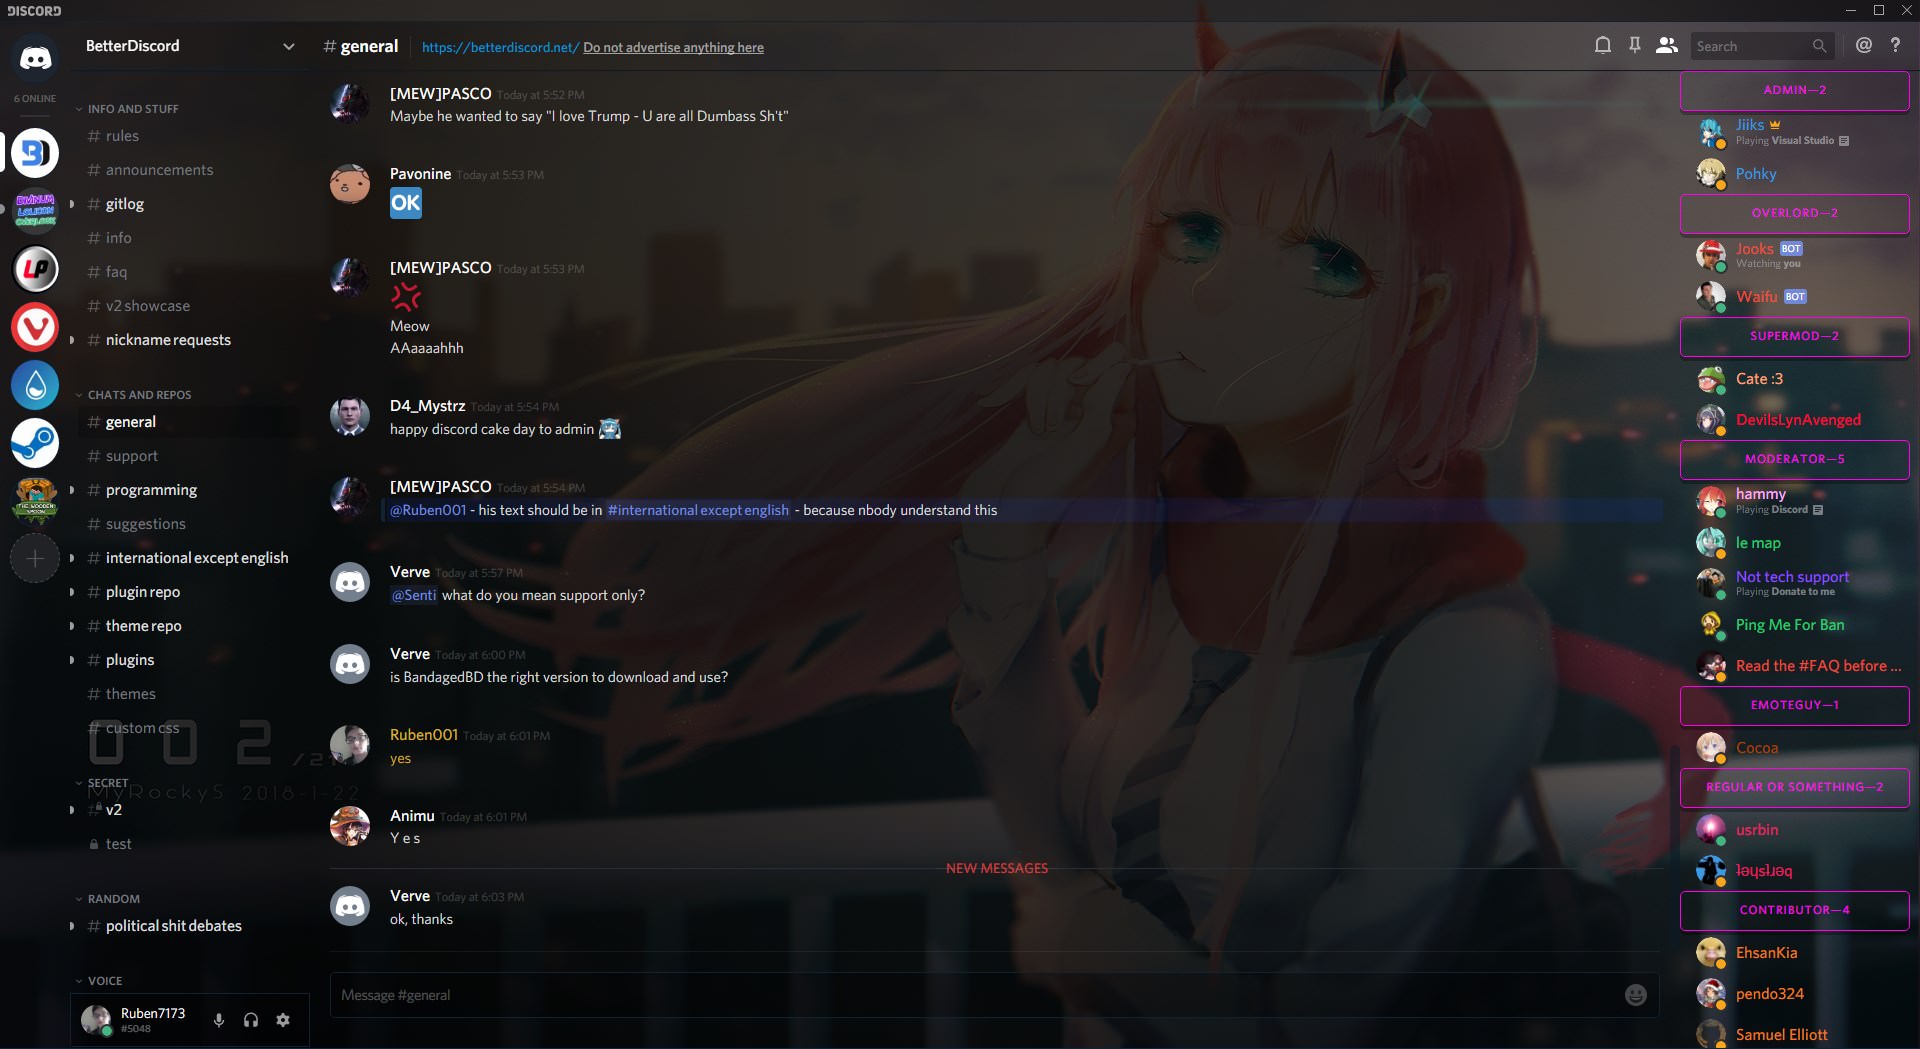 DISCORD
6 ONLINE
DIVINUM
OVERLOCK
LP
THE WOODEN
BetterDiscord
INFO AND STUFF
# rules
# announcements
# gitlog
# info
# faq
# v2 showcase
# nickname requests
CHATS AND REPOS
# general
# support
# programming
# suggestions
# international except english
# plugin repo
# theme repo
# plugins
# themes
# custom css
002
MyRockyS 2018-1-22
SECRET
# v2
test
RANDOM
# political shit debates
VOICE
Ruben7173
#5048
# general https://betterdiscord.net/ Do not advertise anything here
Search
@ ?
[MEW]PASCO Today at 5:52 PM
Maybe he wanted to say "I love Trump - U are all Dumbass Sh't"
Pavonine Today at 5:53 PM
OK
[MEW]PASCO Today at 5:53 PM
Meow
AAaaaahhh
D4_Mystrz Today at 5:54 PM
happy discord cake day to admin
[MEW]PASCO Today at 5:54 PM
@Ruben001 - his text should be in #international except english - because nbody understand this
Verve Today at 5:57 PM
@Senti what do you mean support only?
Verve Today at 6:00 PM
is BandagedBD the right version to download and use?
Ruben001 Today at 6:01 PM
yes
Animu Today at 6:01 PM
Y e s
NEW MESSAGES
Verve Today at 6:03 PM
ok, thanks
Message #general
ADMIN—2
Jiiks
Playing Visual Studio
Pohky
OVERLORD—2
Jooks BOT
Watching you
Waifu BOT
SUPERMOD—2
Cate :3
DevilsLynAvenged
MODERATOR—5
hammy
Playing Discord
le map
Not tech support
Playing Donate to me
Ping Me For Ban
Read the #FAQ before ...
EMOTEGUY—1
Cocoa
REGULAR OR SOMETHING—2
usrbin
CONTRIBUTOR—4
EhsanKia
pendo324
Samuel Elliott